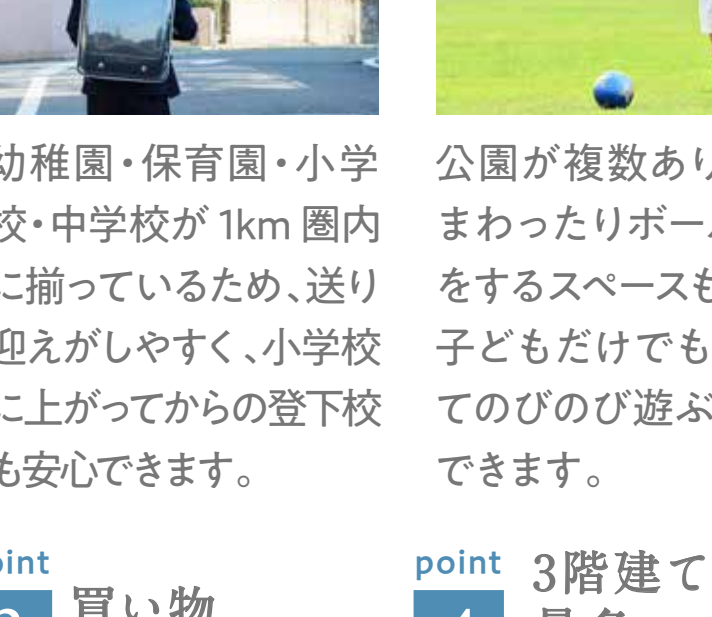 幼稚園・保育園・小学
校・中学校が 1km 圏内
に揃っているため、送り
迎えがしやすく、小学校
に上がってからの登下校
も安心できます。
公園が複数あり
まわったりボー
をするスペースも
子どもだけでも
てのびのび遊ぶ
できます。
point
買い物
point
3階建て